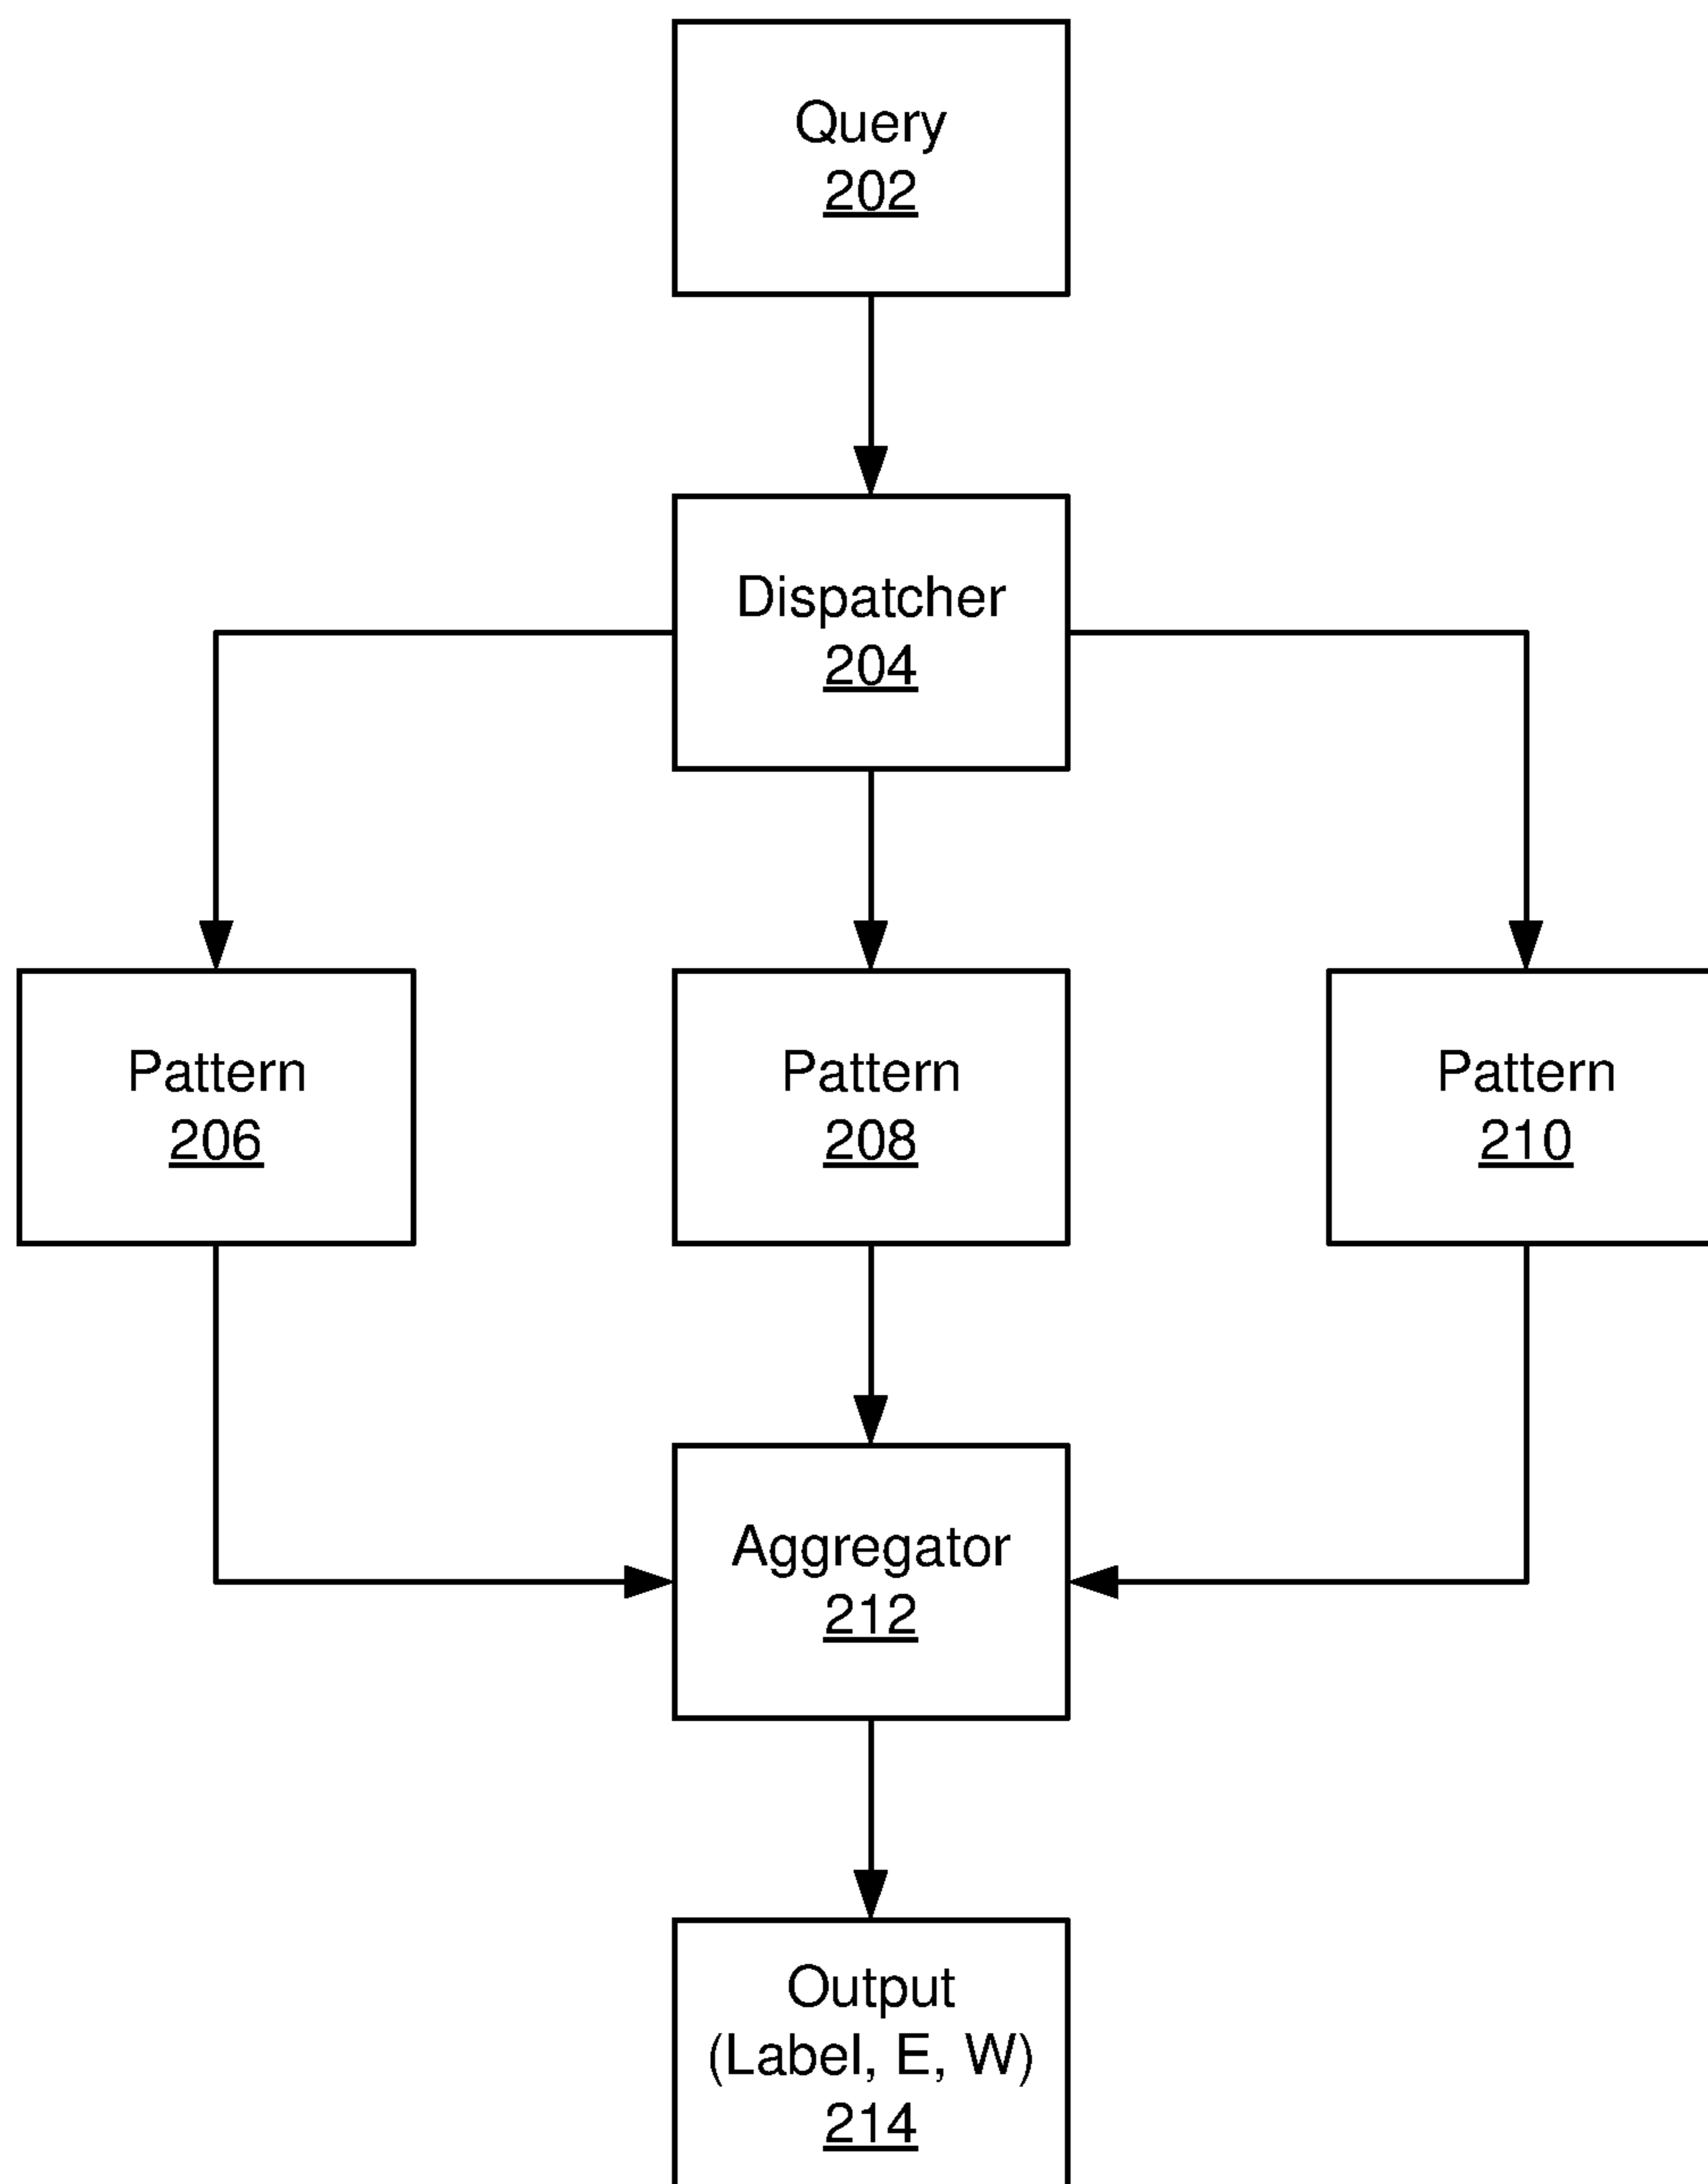 Query
202
Dispatcher
204
Pattern
206
Pattern
208
Pattern
210
Aggregator
212
Output
(Label, E, W)
214